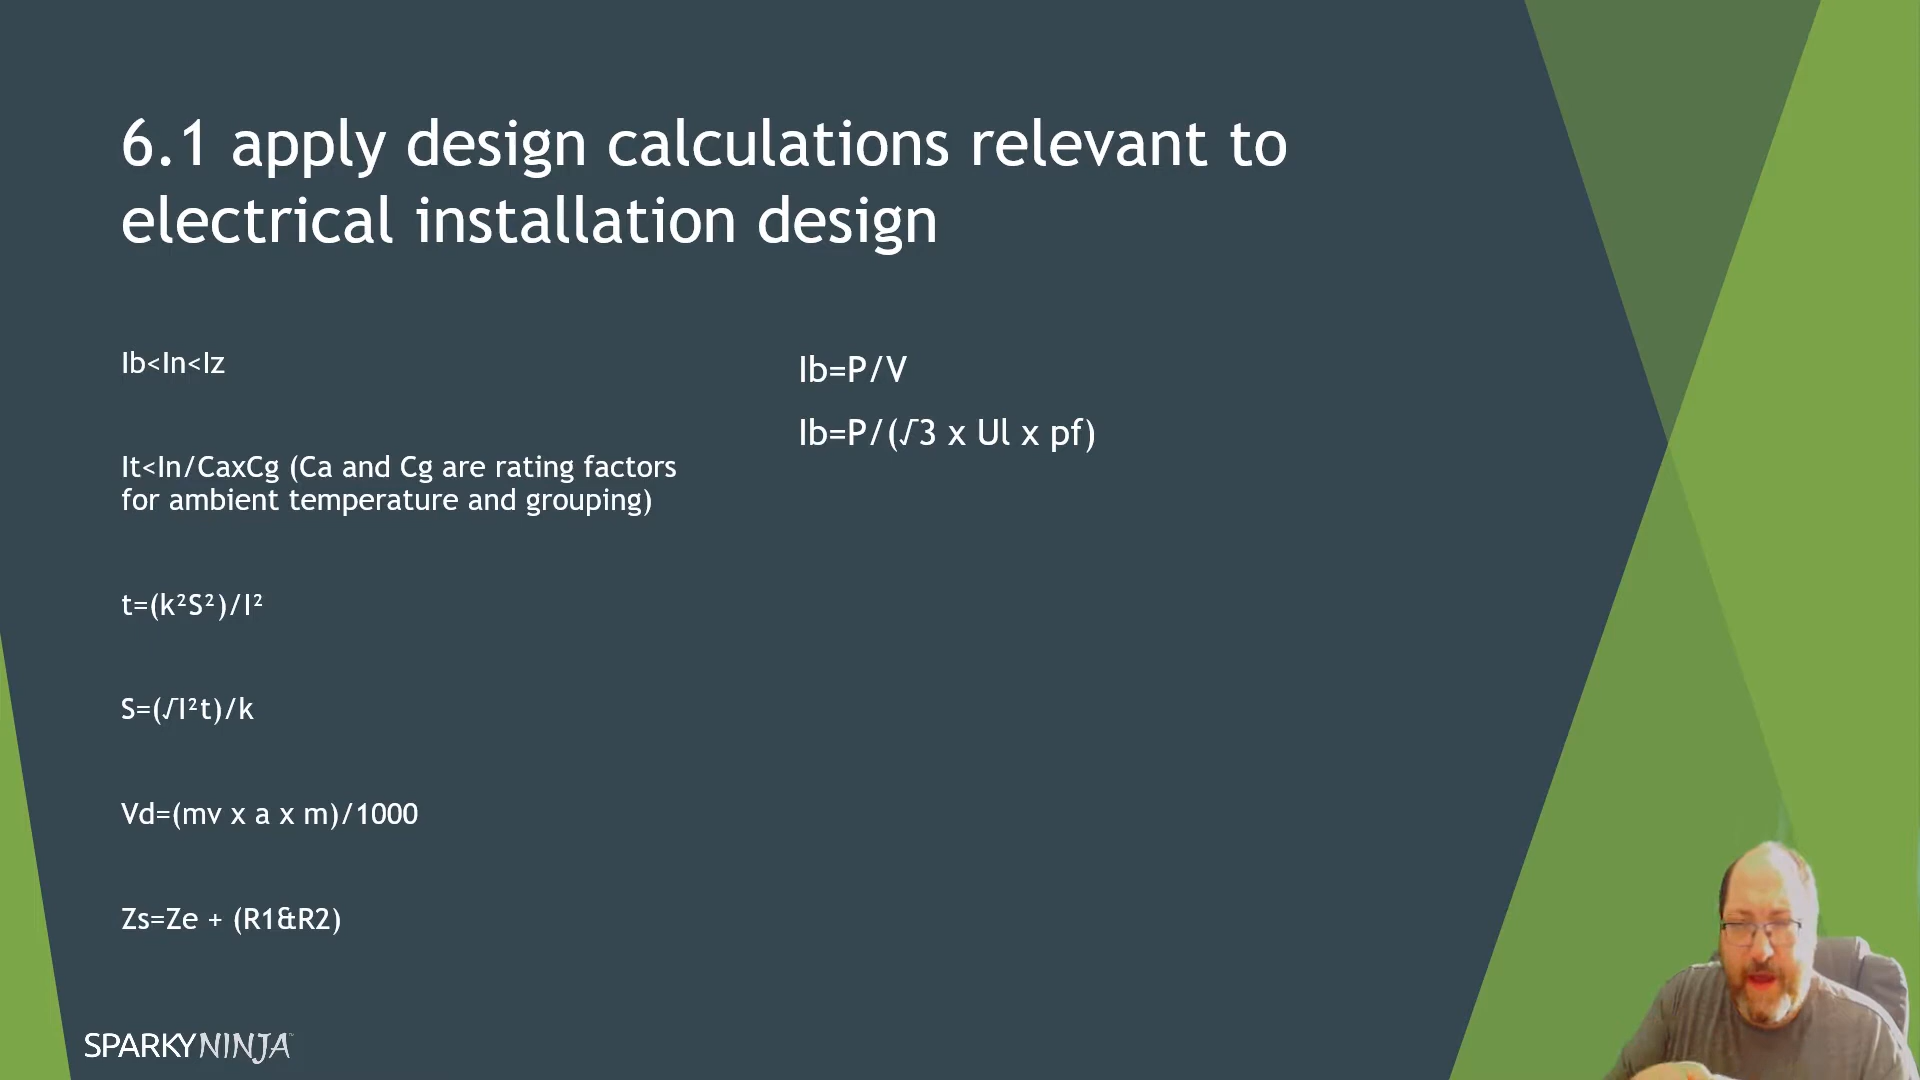 6.1 apply design calculations relevant to
electrical installation design
Ib<In<Iz
It<In/CaxCg (Ca and Cg are rating factors
for ambient temperature and grouping)
t=(k²S²)/I²
S=(√I²t)/k
Vd=(mv x a x m)/1000
Zs=Ze + (R1&R2)
Ib=P/V
Ib=P/(√3 x Ul x pf)
SPARKYNINJA